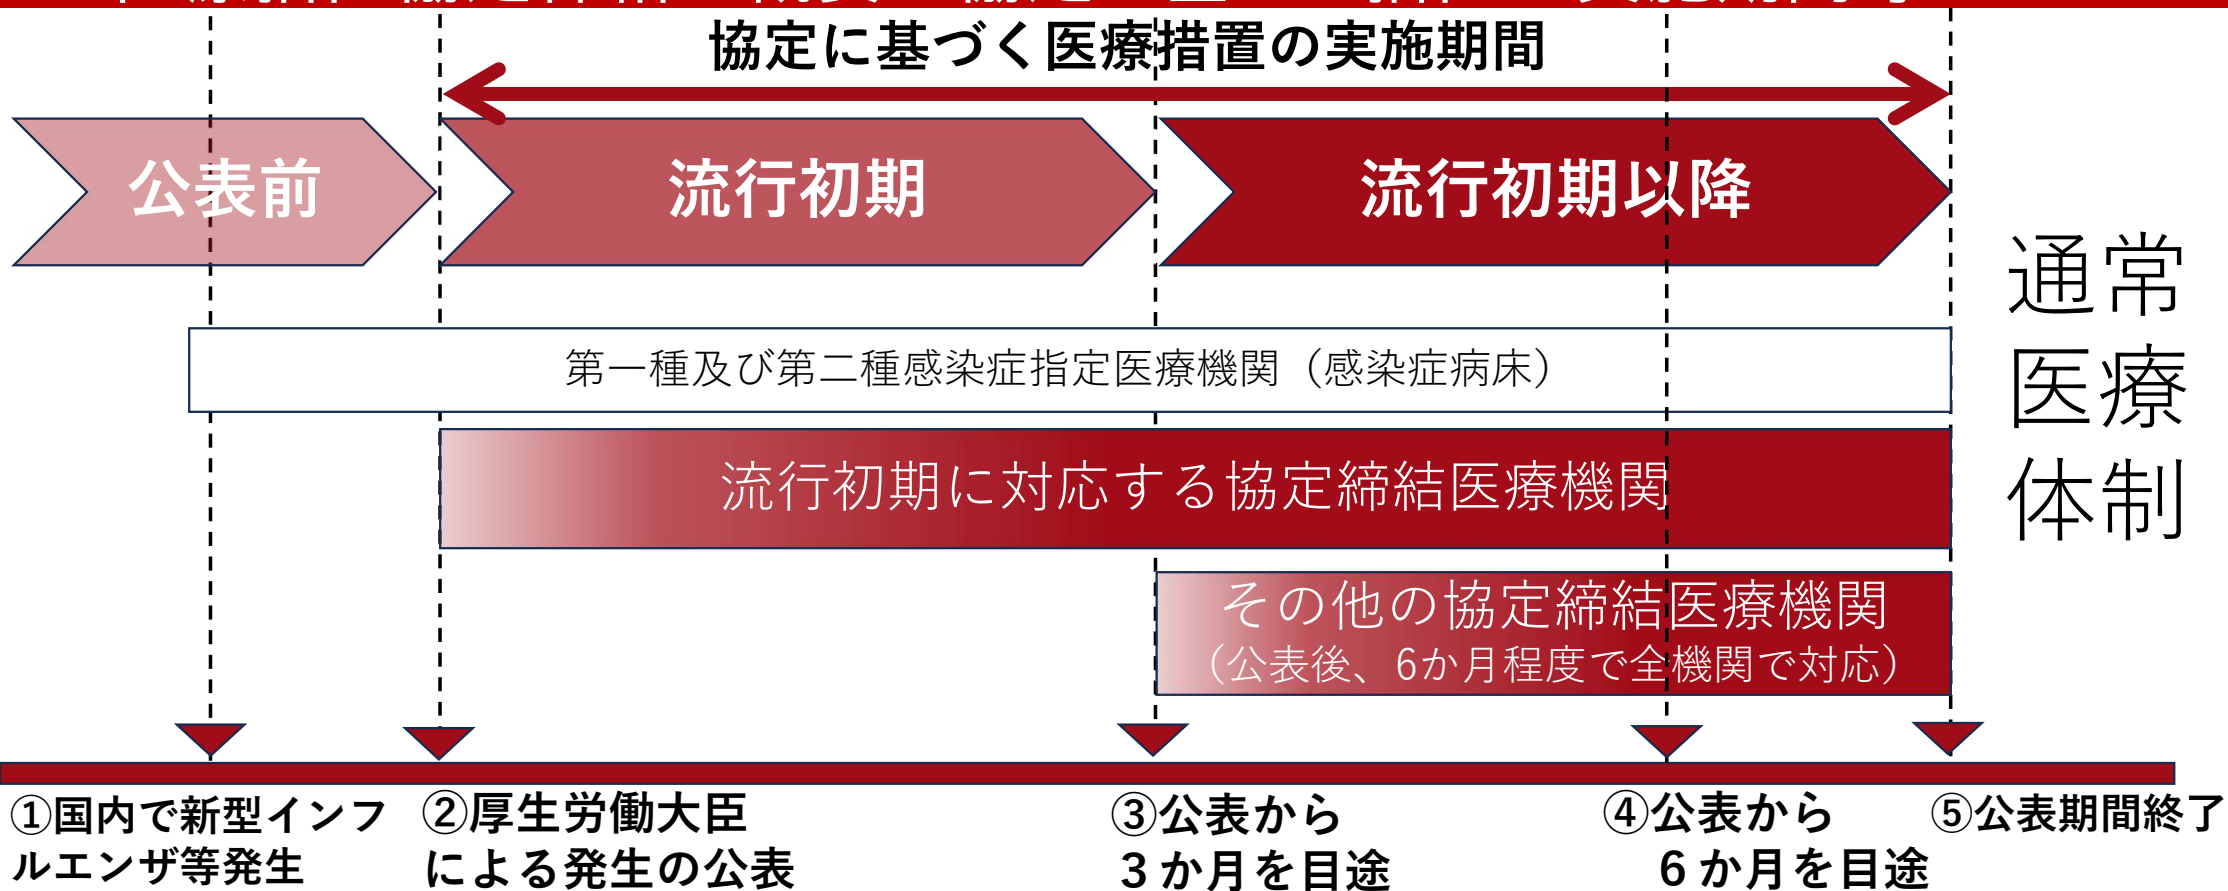 協定に基づく医療措置の実施期間
公表前
流行初期
流行初期以降
第一種及び第二種感染症指定医療機関（感染症病床）
流行初期に対応する協定締結医療機関
その他の協定締結医療機関
（公表後、6か月程度で全機関で対応）
通常
医療
体制
①国内で新型インフ
ルエンザ等発生
②厚生労働大臣
による発生の公表
③公表から
３か月を目途
④公表から
６か月を目途
⑤公表期間終了